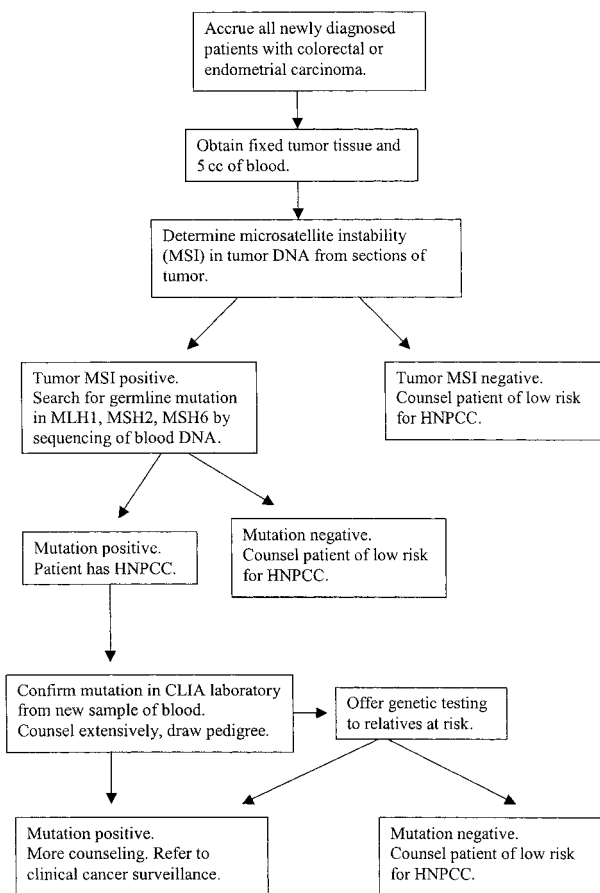 Accrue all newly diagnosed
patients with colorectal or
endometrial carcinoma.
Obtain fixed tumor tissue and
5 cc of blood.
Determine microsatellite instability
(MSI) in tumor DNA from sections of
tumor.
Tumor MSI positive.
Search for germline mutation
in MLH1, MSH2, MSH6 by
sequencing of blood DNA.
Tumor MSI negative.
Counsel patient of low risk
for HNPCC.
Mutation positive.
Patient has HNPCC.
Mutation negative.
Counsel patient of low risk
for HNPCC.
Confirm mutation in CLIA laboratory
from new sample of blood.
Counsel extensively, draw pedigree.
Offer genetic testing
to relatives at risk.
Mutation positive.
More counseling. Refer to
clinical cancer surveillance.
Mutation negative.
Counsel patient of low risk
for HNPCC.